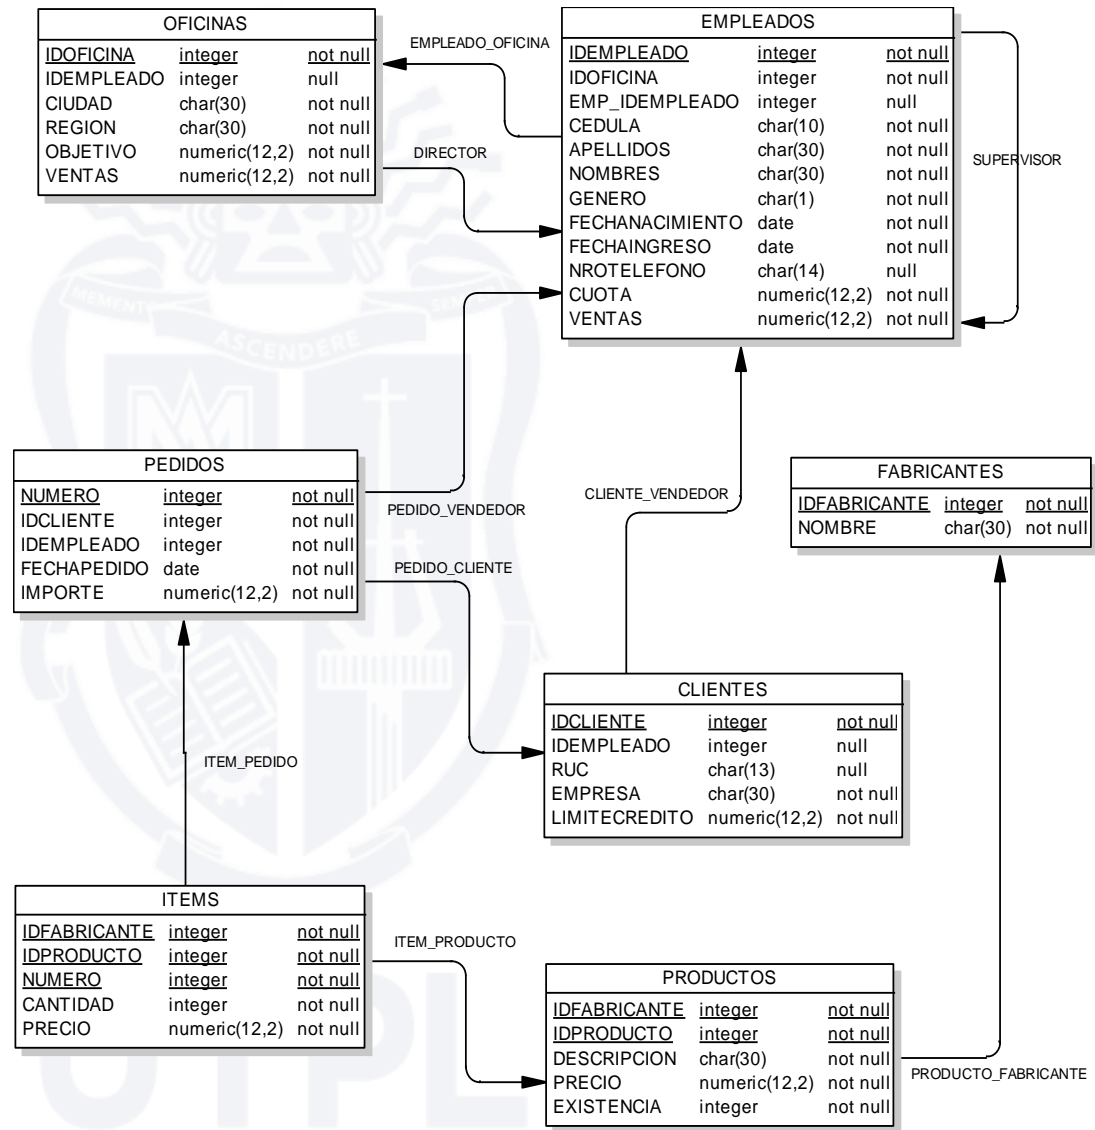 OFICINAS
IDOFICINA integer not null
IDEMPLEADO integer null
CIUDAD char(30) not null
REGION char(30) not null
OBJETIVO numeric(12,2) not null
VENTAS numeric(12,2) not null
EMPLEADO_OFICINA
DIRECTOR
EMPLEADOS
IDEMPLEADO integer not null
IDOFICINA integer not null
EMP_IDEMPLEADO integer null
CEDULA char(10) not null
APELLIDOS char(30) not null
NOMBRES char(30) not null
GENERO char(1) not null
FECHANACIMIENTO date not null
FECHAINGRESO date not null
NROTELEFONO char(14) null
CUOTA numeric(12,2) not null
VENTAS numeric(12,2) not null
SUPERVISOR
MEMENTO
SEMPER
ASCENDERE
PEDIDOS
NUMERO integer not null
IDCLIENTE integer not null
IDEMPLEADO integer not null
FECHAPEDIDO date not null
IMPORTE numeric(12,2) not null
PEDIDO_VENDEDOR
PEDIDO_CLIENTE
CLIENTE_VENDEDOR
FABRICANTES
IDFABRICANTE integer not null
NOMBRE char(30) not null
CLIENTES
IDCLIENTE integer not null
IDEMPLEADO integer null
RUC char(13) null
EMPRESA char(30) not null
LIMITECREDITO numeric(12,2) not null
ITEM_PEDIDO
ITEMS
IDFABRICANTE integer not null
IDPRODUCTO integer not null
NUMERO integer not null
CANTIDAD integer not null
PRECIO numeric(12,2) not null
ITEM_PRODUCTO
PRODUCTOS
IDFABRICANTE integer not null
IDPRODUCTO integer not null
DESCRIPCION char(30) not null
PRECIO numeric(12,2) not null
EXISTENCIA integer not null
PRODUCTO_FABRICANTE
UTPL